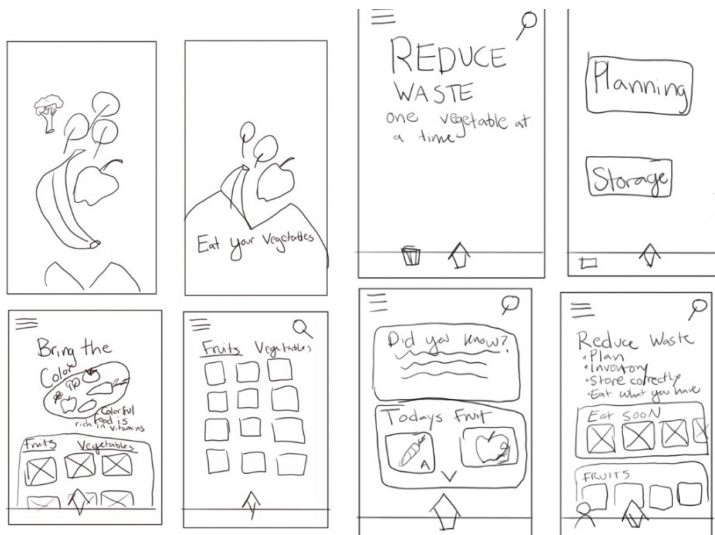 Eat Your Vegetables
REDUCE
WASTE
one vegetable at
a time
Planning
Storage
Bring the
Color
Colorful
food is
rich in vitamins
Fruits Vegetables
Fruits Vegetables
Did you know?
Todays Fruit
A
Reduce Waste
• Plan
• Inventory
• Store correctly
• Eat what you have
Eat SOON
FRUITS